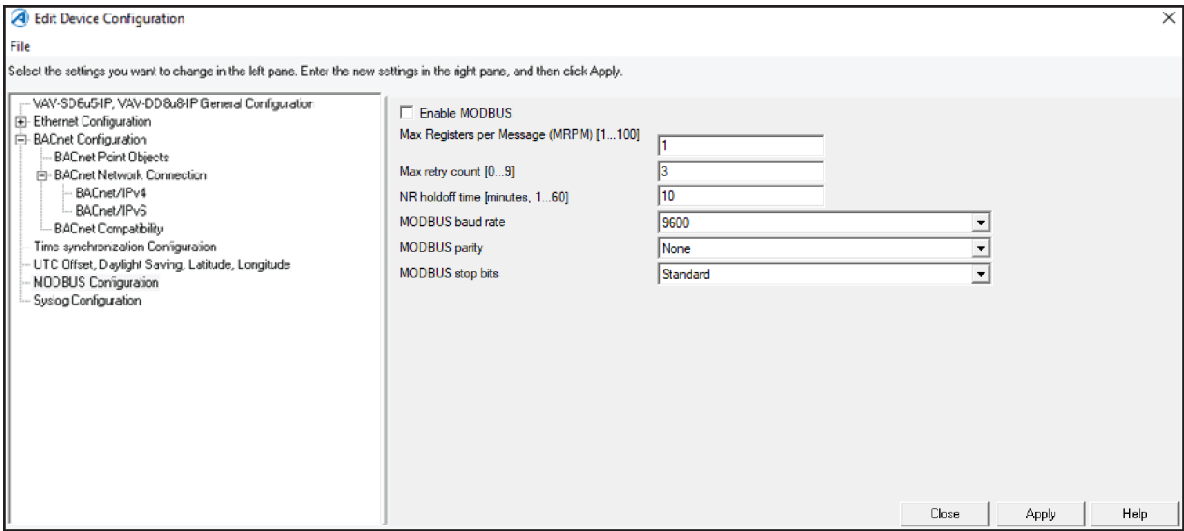 Edit Device Configuration
File
Select the settings you want to change in the left pane. Enter the new settings in the right pane, and then click Apply.
VAV-SD6u5-IP, VAV-DD8u8-IP General Configuration
Ethernet Configuration
BACnet Configuration
BACnet Point Objects
BACnet Network Connection
BACnet/IPv4
BACnet/IPv6
BACnet Compatibility
Time synchronization Configuration
UTC Offset, Daylight Saving, Latitude, Longitude
MODBUS Configuration
Syslog Configuration
Enable MODBUS
Max Registers per Message (MRPM) [1...100]
1
Max retry count [0...9]
3
NR holdoff time [minutes, 1...60]
10
MODBUS baud rate
9600
MODBUS parity
None
MODBUS stop bits
Standard
Close Apply Help